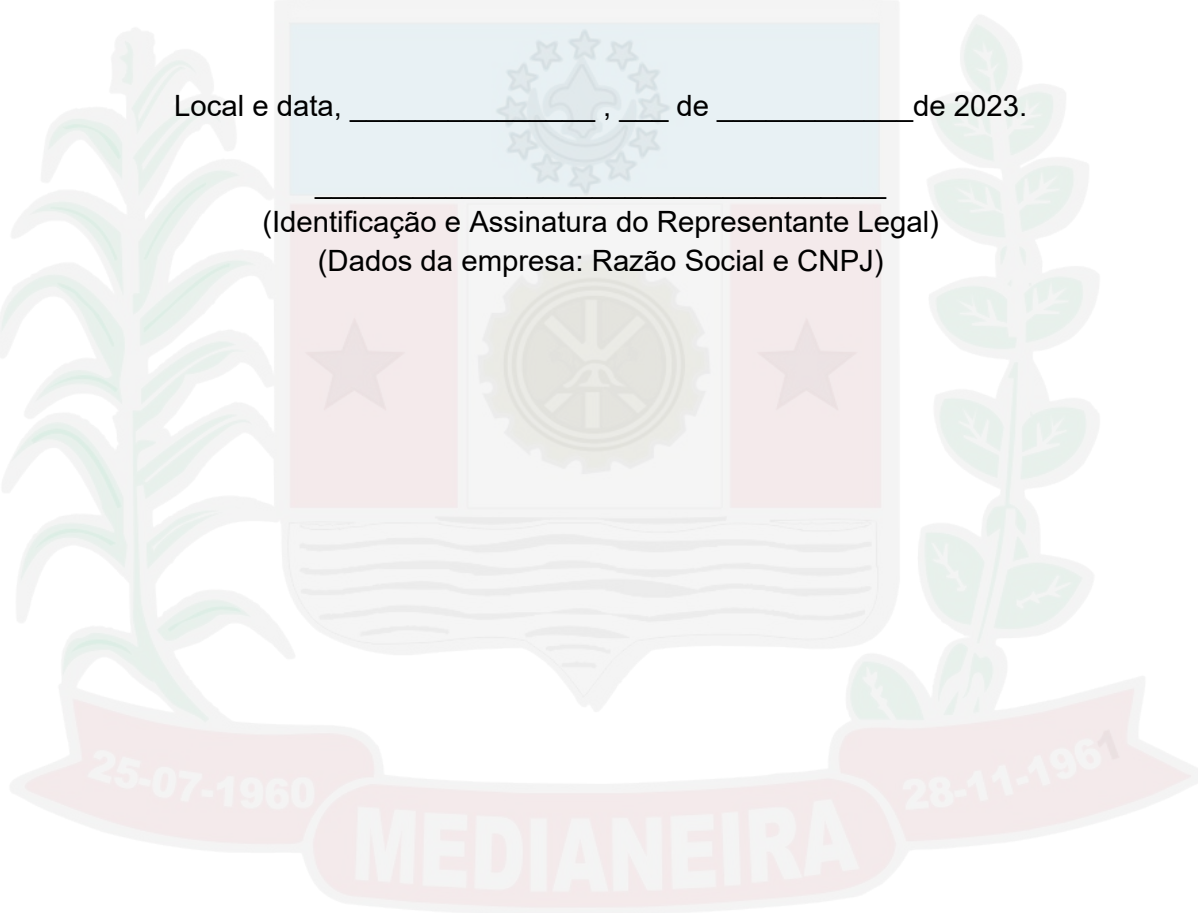 Local e data, _______________ , ___ de ____________de 2023.
___________________________________
(Identificação e Assinatura do Representante Legal)
(Dados da empresa: Razão Social e CNPJ)
25-07-1960
28-11-1961
MEDIANEIRA